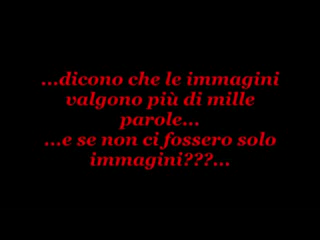 ...dicono che le immagini
valgono più di mille
parole...
...e se non ci fossero solo
immagini???...